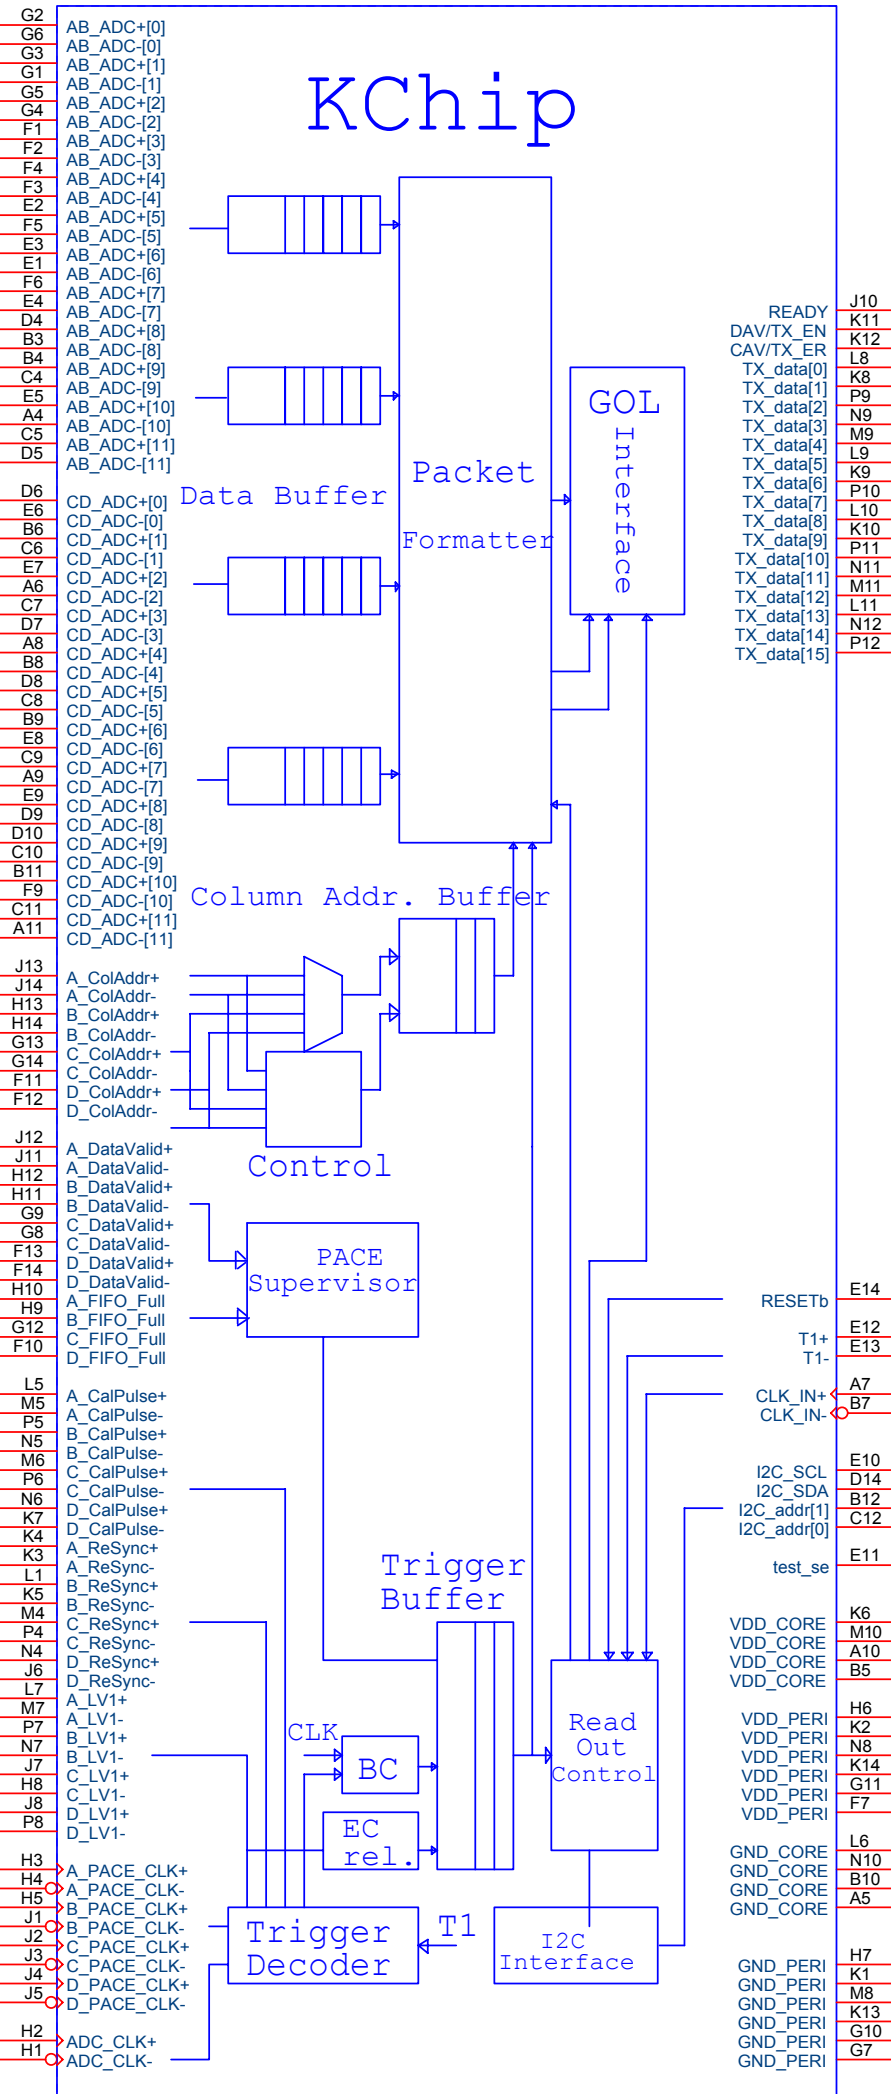 KChip
G2 AB_ADC+[0]
G6 AB_ADC-[0]
G3 AB_ADC+[1]
G1 AB_ADC-[1]
G5 AB_ADC+[2]
G4 AB_ADC-[2]
F1 AB_ADC+[3]
F2 AB_ADC-[3]
F4 AB_ADC+[4]
F3 AB_ADC-[4]
E2 AB_ADC+[5]
F5 AB_ADC-[5]
E3 AB_ADC+[6]
E1 AB_ADC-[6]
F6 AB_ADC+[7]
E4 AB_ADC-[7]
D4 AB_ADC+[8]
B3 AB_ADC-[8]
B4 AB_ADC+[9]
C4 AB_ADC-[9]
E5 AB_ADC+[10]
A4 AB_ADC-[10]
C5 AB_ADC+[11]
D5 AB_ADC-[11]
D6 CD_ADC+[0]
E6 CD_ADC-[0]
B6 CD_ADC+[1]
C6 CD_ADC-[1]
E7 CD_ADC+[2]
A6 CD_ADC-[2]
C7 CD_ADC+[3]
D7 CD_ADC-[3]
A8 CD_ADC+[4]
B8 CD_ADC-[4]
D8 CD_ADC+[5]
C8 CD_ADC-[5]
B9 CD_ADC+[6]
E8 CD_ADC-[6]
C9 CD_ADC+[7]
A9 CD_ADC-[7]
E9 CD_ADC+[8]
D9 CD_ADC-[8]
D10 CD_ADC+[9]
C10 CD_ADC-[9]
B11 CD_ADC+[10]
F9 CD_ADC-[10]
C11 CD_ADC+[11]
A11 CD_ADC-[11]
J13 A_ColAddr+
J14 A_ColAddr-
H13 B_ColAddr+
H14 B_ColAddr-
G13 C_ColAddr+
G14 C_ColAddr-
F11 D_ColAddr+
F12 D_ColAddr-
J12 A_DataValid+
J11 A_DataValid-
H12 B_DataValid+
H11 B_DataValid-
G9 C_DataValid+
G8 C_DataValid-
F13 D_DataValid+
F14 D_DataValid-
H10 A_FIFO_Full
H9 B_FIFO_Full
G12 C_FIFO_Full
F10 D_FIFO_Full
L5 A_CalPulse+
M5 A_CalPulse-
P5 B_CalPulse+
N5 B_CalPulse-
M6 C_CalPulse+
P6 C_CalPulse-
N6 D_CalPulse+
K7 D_CalPulse-
K4 A_ReSync+
K3 A_ReSync-
L1 B_ReSync+
K5 B_ReSync-
M4 C_ReSync+
P4 C_ReSync-
N4 D_ReSync+
J6 D_ReSync-
L7 A_LV1+
M7 A_LV1-
P7 B_LV1+
N7 B_LV1-
J7 C_LV1+
H8 C_LV1-
J8 D_LV1+
P8 D_LV1-
H3 A_PACE_CLK+
H4 A_PACE_CLK-
H5 B_PACE_CLK+
J1 B_PACE_CLK-
J2 C_PACE_CLK+
J3 C_PACE_CLK-
J4 D_PACE_CLK+
J5 D_PACE_CLK-
H2 ADC_CLK+
H1 ADC_CLK-
Data Buffer
Packet
Formatter
GOL
Interface
Column Addr. Buffer
Control
PACE
Supervisor
Trigger
Buffer
CLK
BC
EC
rel.
Read
Out
Control
Trigger
Decoder
T1
I2C
Interface
READY J10
DAV/TX_EN K11
CAV/TX_ER K12
TX_data[0] L8
TX_data[1] K8
TX_data[2] P9
TX_data[3] N9
TX_data[4] M9
TX_data[5] L9
TX_data[6] K9
TX_data[7] P10
TX_data[8] L10
TX_data[9] K10
TX_data[10] P11
TX_data[11] N11
TX_data[12] M11
TX_data[13] L11
TX_data[14] N12
TX_data[15] P12
RESETb E14
T1+ E12
T1- E13
CLK_IN+ A7
CLK_IN- B7
I2C_SCL E10
I2C_SDA D14
I2C_addr[1] B12
I2C_addr[0] C12
test_se E11
VDD_CORE K6
VDD_CORE M10
VDD_CORE A10
VDD_CORE B5
VDD_PERI H6
VDD_PERI K2
VDD_PERI N8
VDD_PERI K14
VDD_PERI G11
VDD_PERI F7
GND_CORE L6
GND_CORE N10
GND_CORE B10
GND_CORE A5
GND_PERI H7
GND_PERI K1
GND_PERI M8
GND_PERI K13
GND_PERI G10
GND_PERI G7